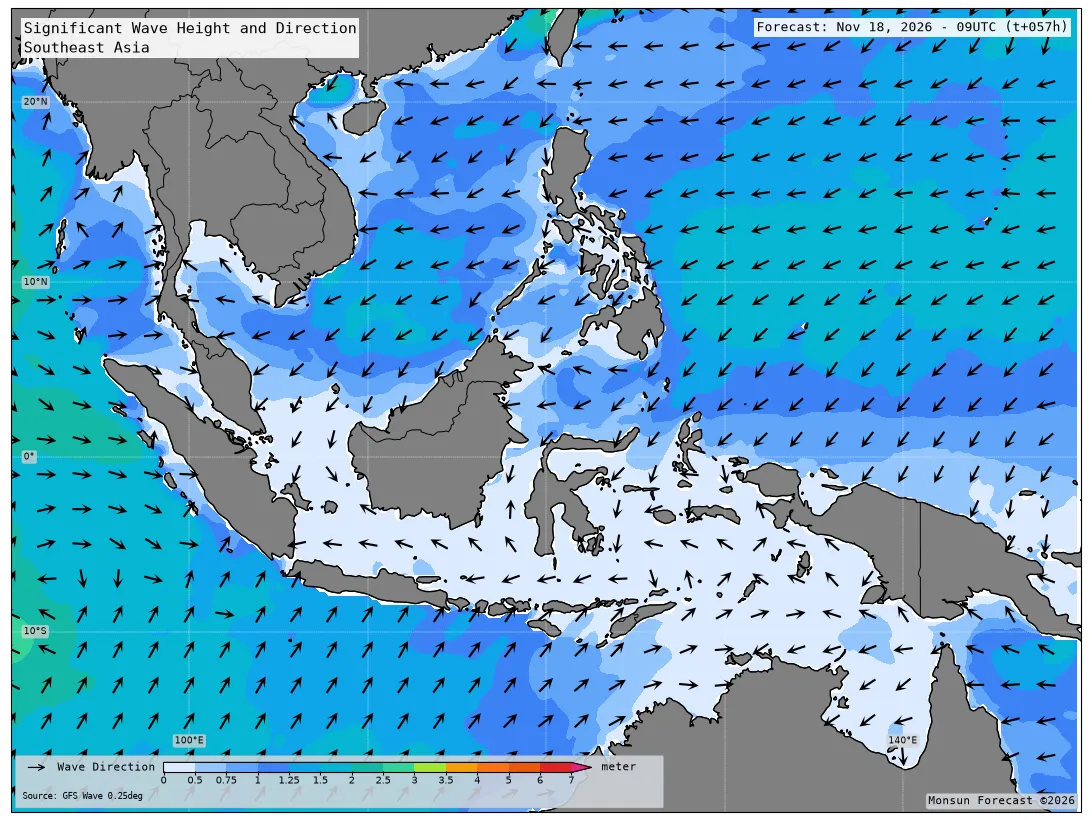 Significant Wave Height and Direction
Southeast Asia
Forecast: Nov 18, 2026 - 09UTC (t+057h)
20°N
10°N
0°
10°S
100°E
140°E
Wave Direction
meter
0 0.5 0.75 1 1.25 1.5 2 2.5 3 3.5 4 5 6 7
Source: GFS Wave 0.25deg
Monsun Forecast ©2026